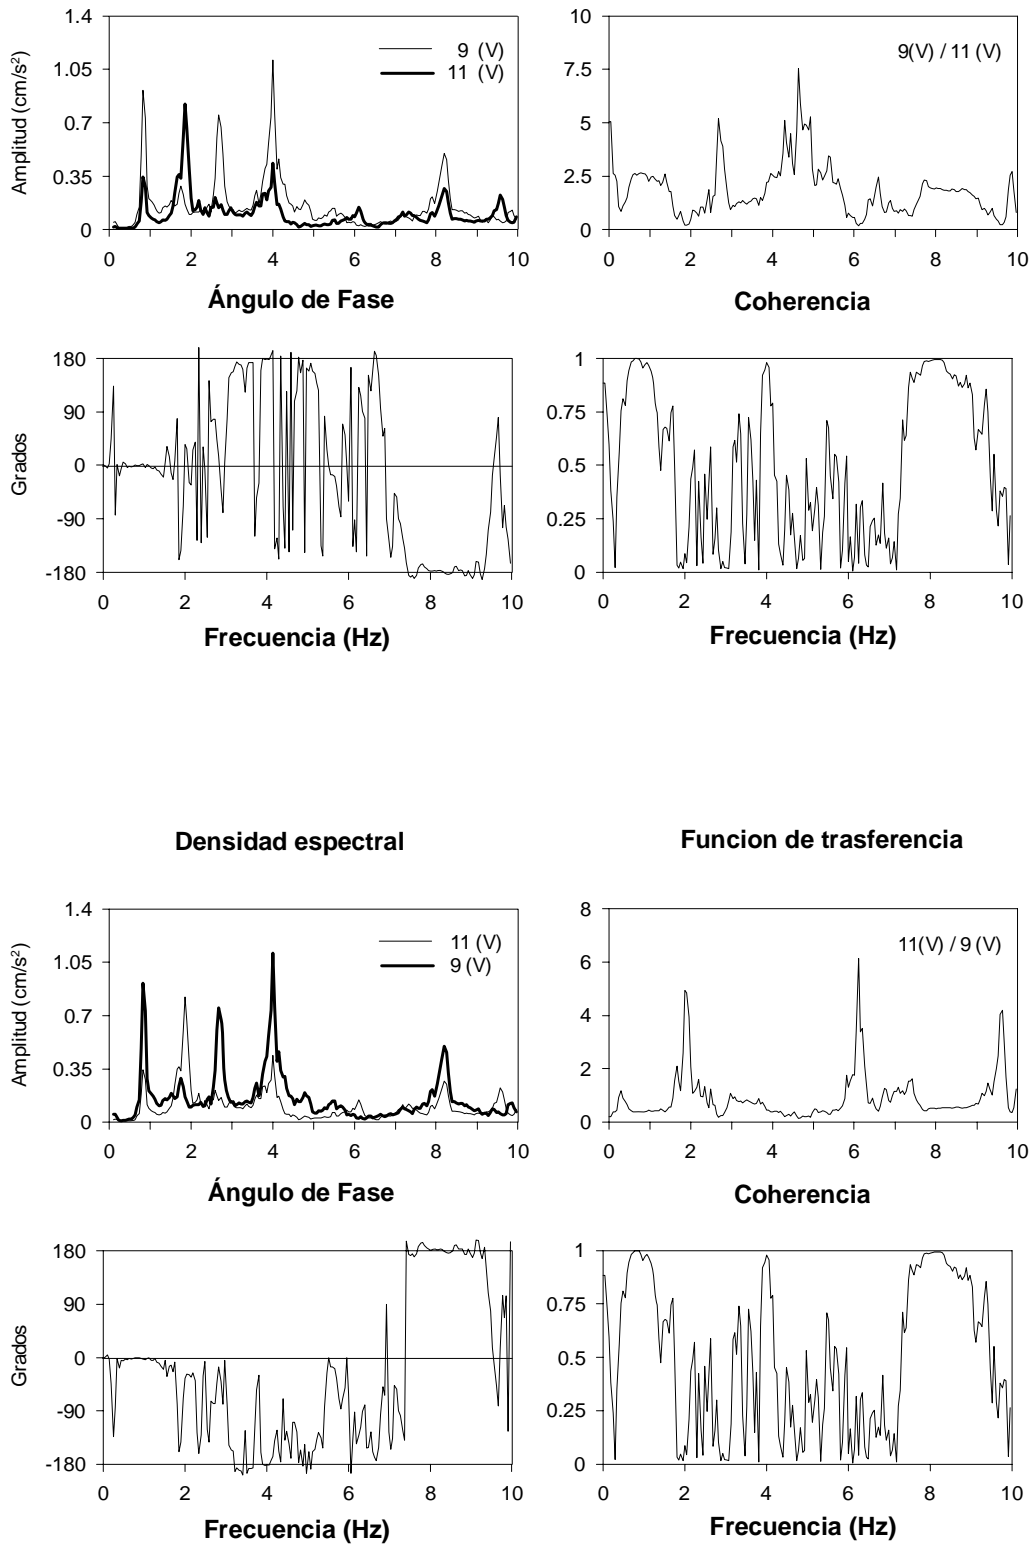 1.4
1.05
0.7
0.35
0
Amplitud (cm/s²)
9 (V)
11 (V)
0 2 4 6 8 10
10
7.5
5
2.5
0
9(V) / 11 (V)
0 2 4 6 8 10
Ángulo de Fase
Coherencia
180
90
0
-90
-180
Grados
0 2 4 6 8 10
Frecuencia (Hz)
1
0.75
0.5
0.25
0
0 2 4 6 8 10
Frecuencia (Hz)
Densidad espectral
Funcion de trasferencia
1.4
1.05
0.7
0.35
0
Amplitud (cm/s²)
11 (V)
9 (V)
0 2 4 6 8 10
8
6
4
2
0
11(V) / 9 (V)
0 2 4 6 8 10
Ángulo de Fase
Coherencia
180
90
0
-90
-180
Grados
0 2 4 6 8 10
Frecuencia (Hz)
1
0.75
0.5
0.25
0
0 2 4 6 8 10
Frecuencia (Hz)